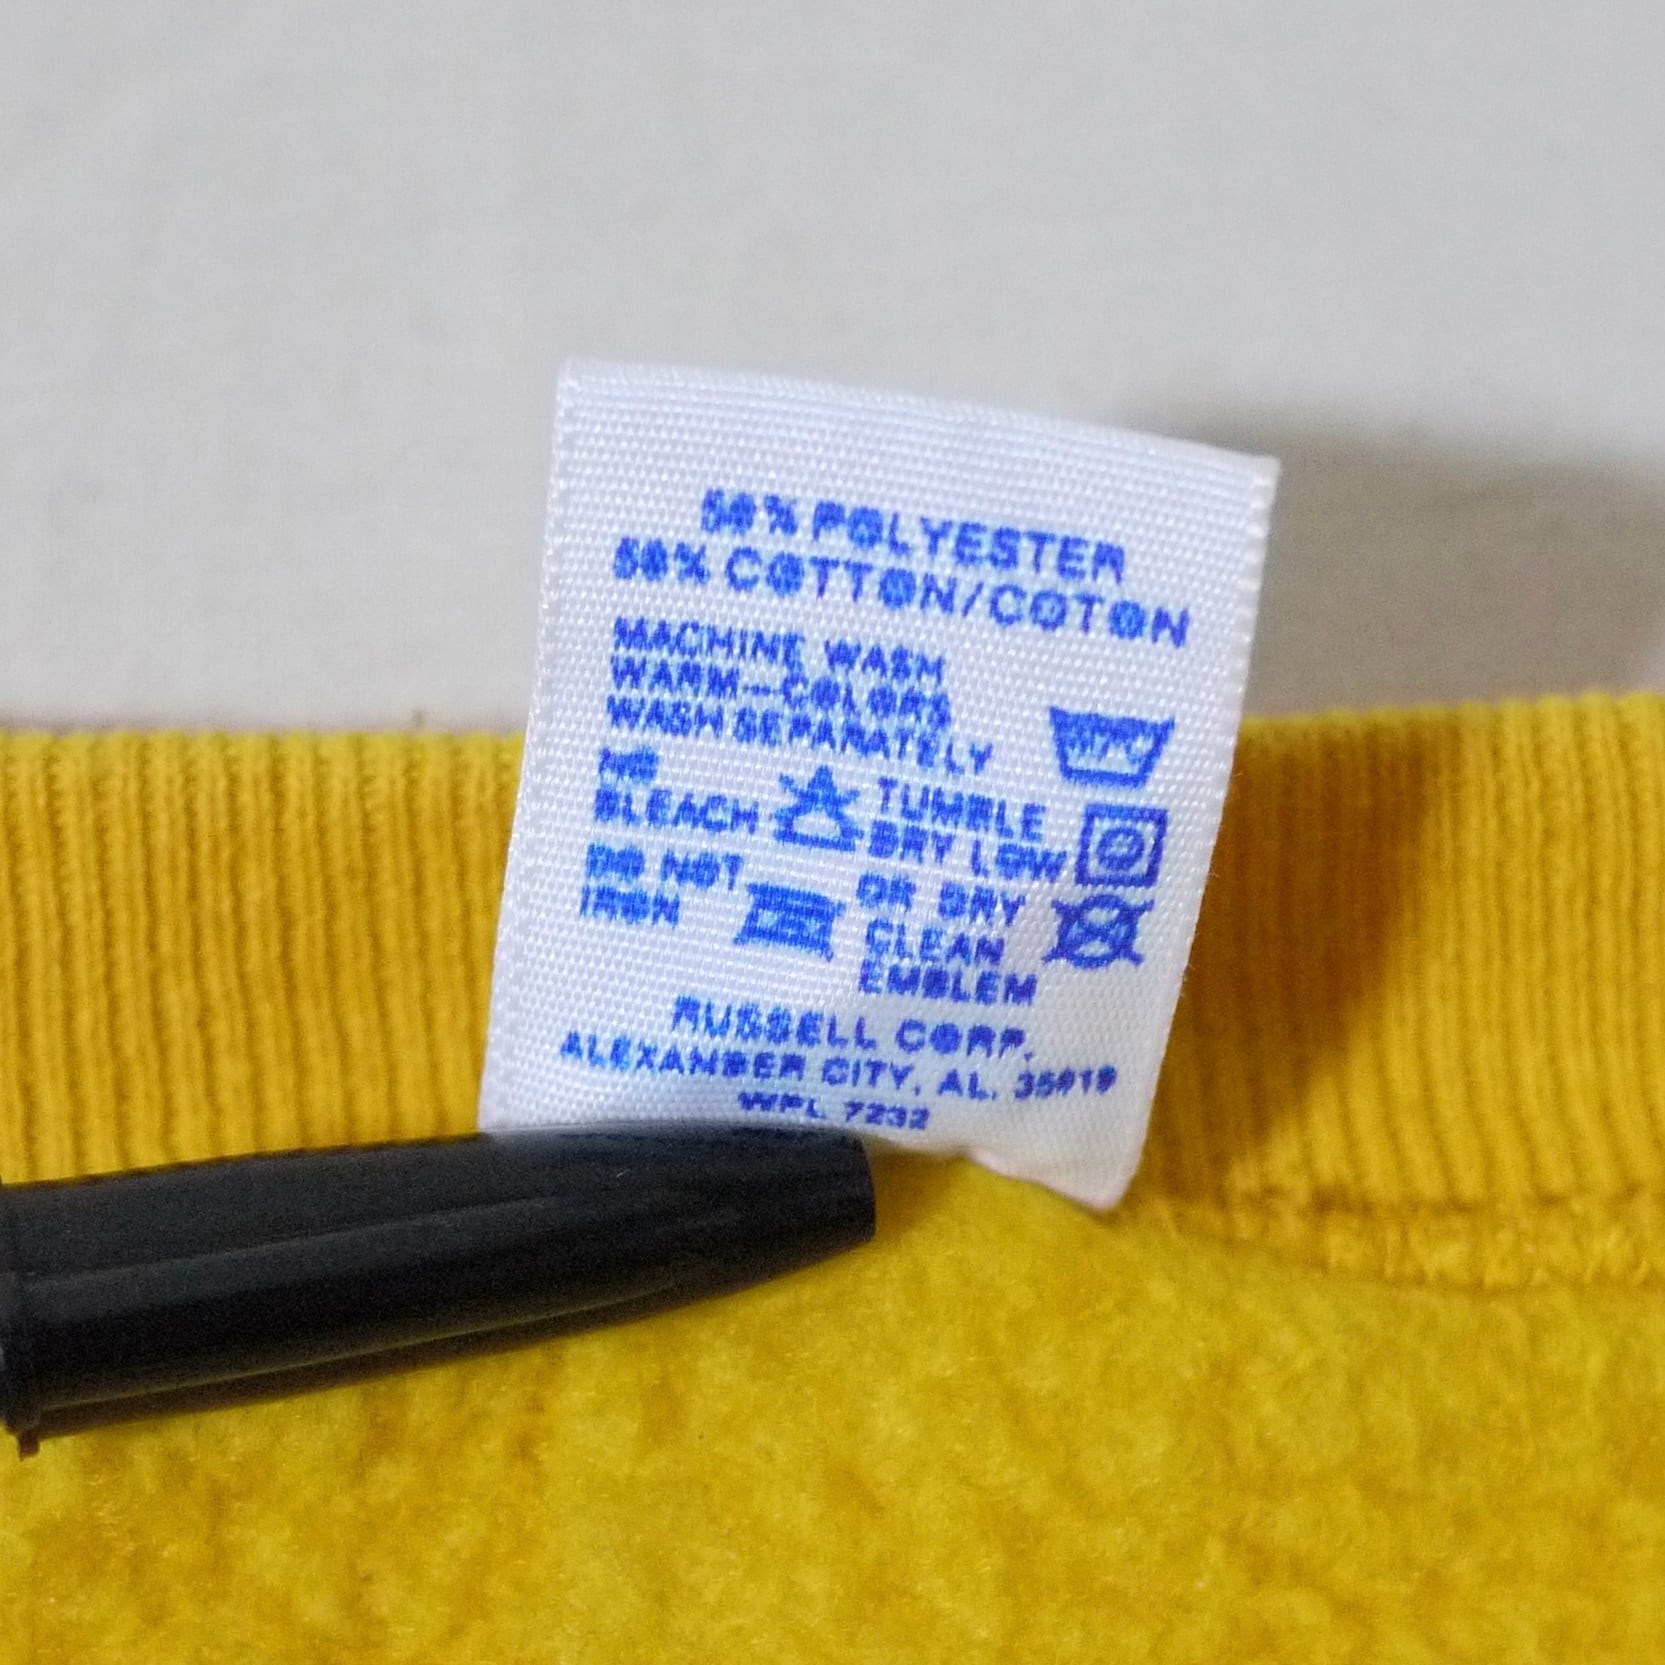 50% POLYESTER
50% COTTON/COTON
MACHINE WASH
WARM—COLORS
WASH SEPARATELY
NO
BLEACH
TUMBLE
DRY LOW
DO NOT
IRON
OR DRY
CLEAN
EMBLEM
RUSSELL CORP.
ALEXANDER CITY, AL. 35010
WPL 7232